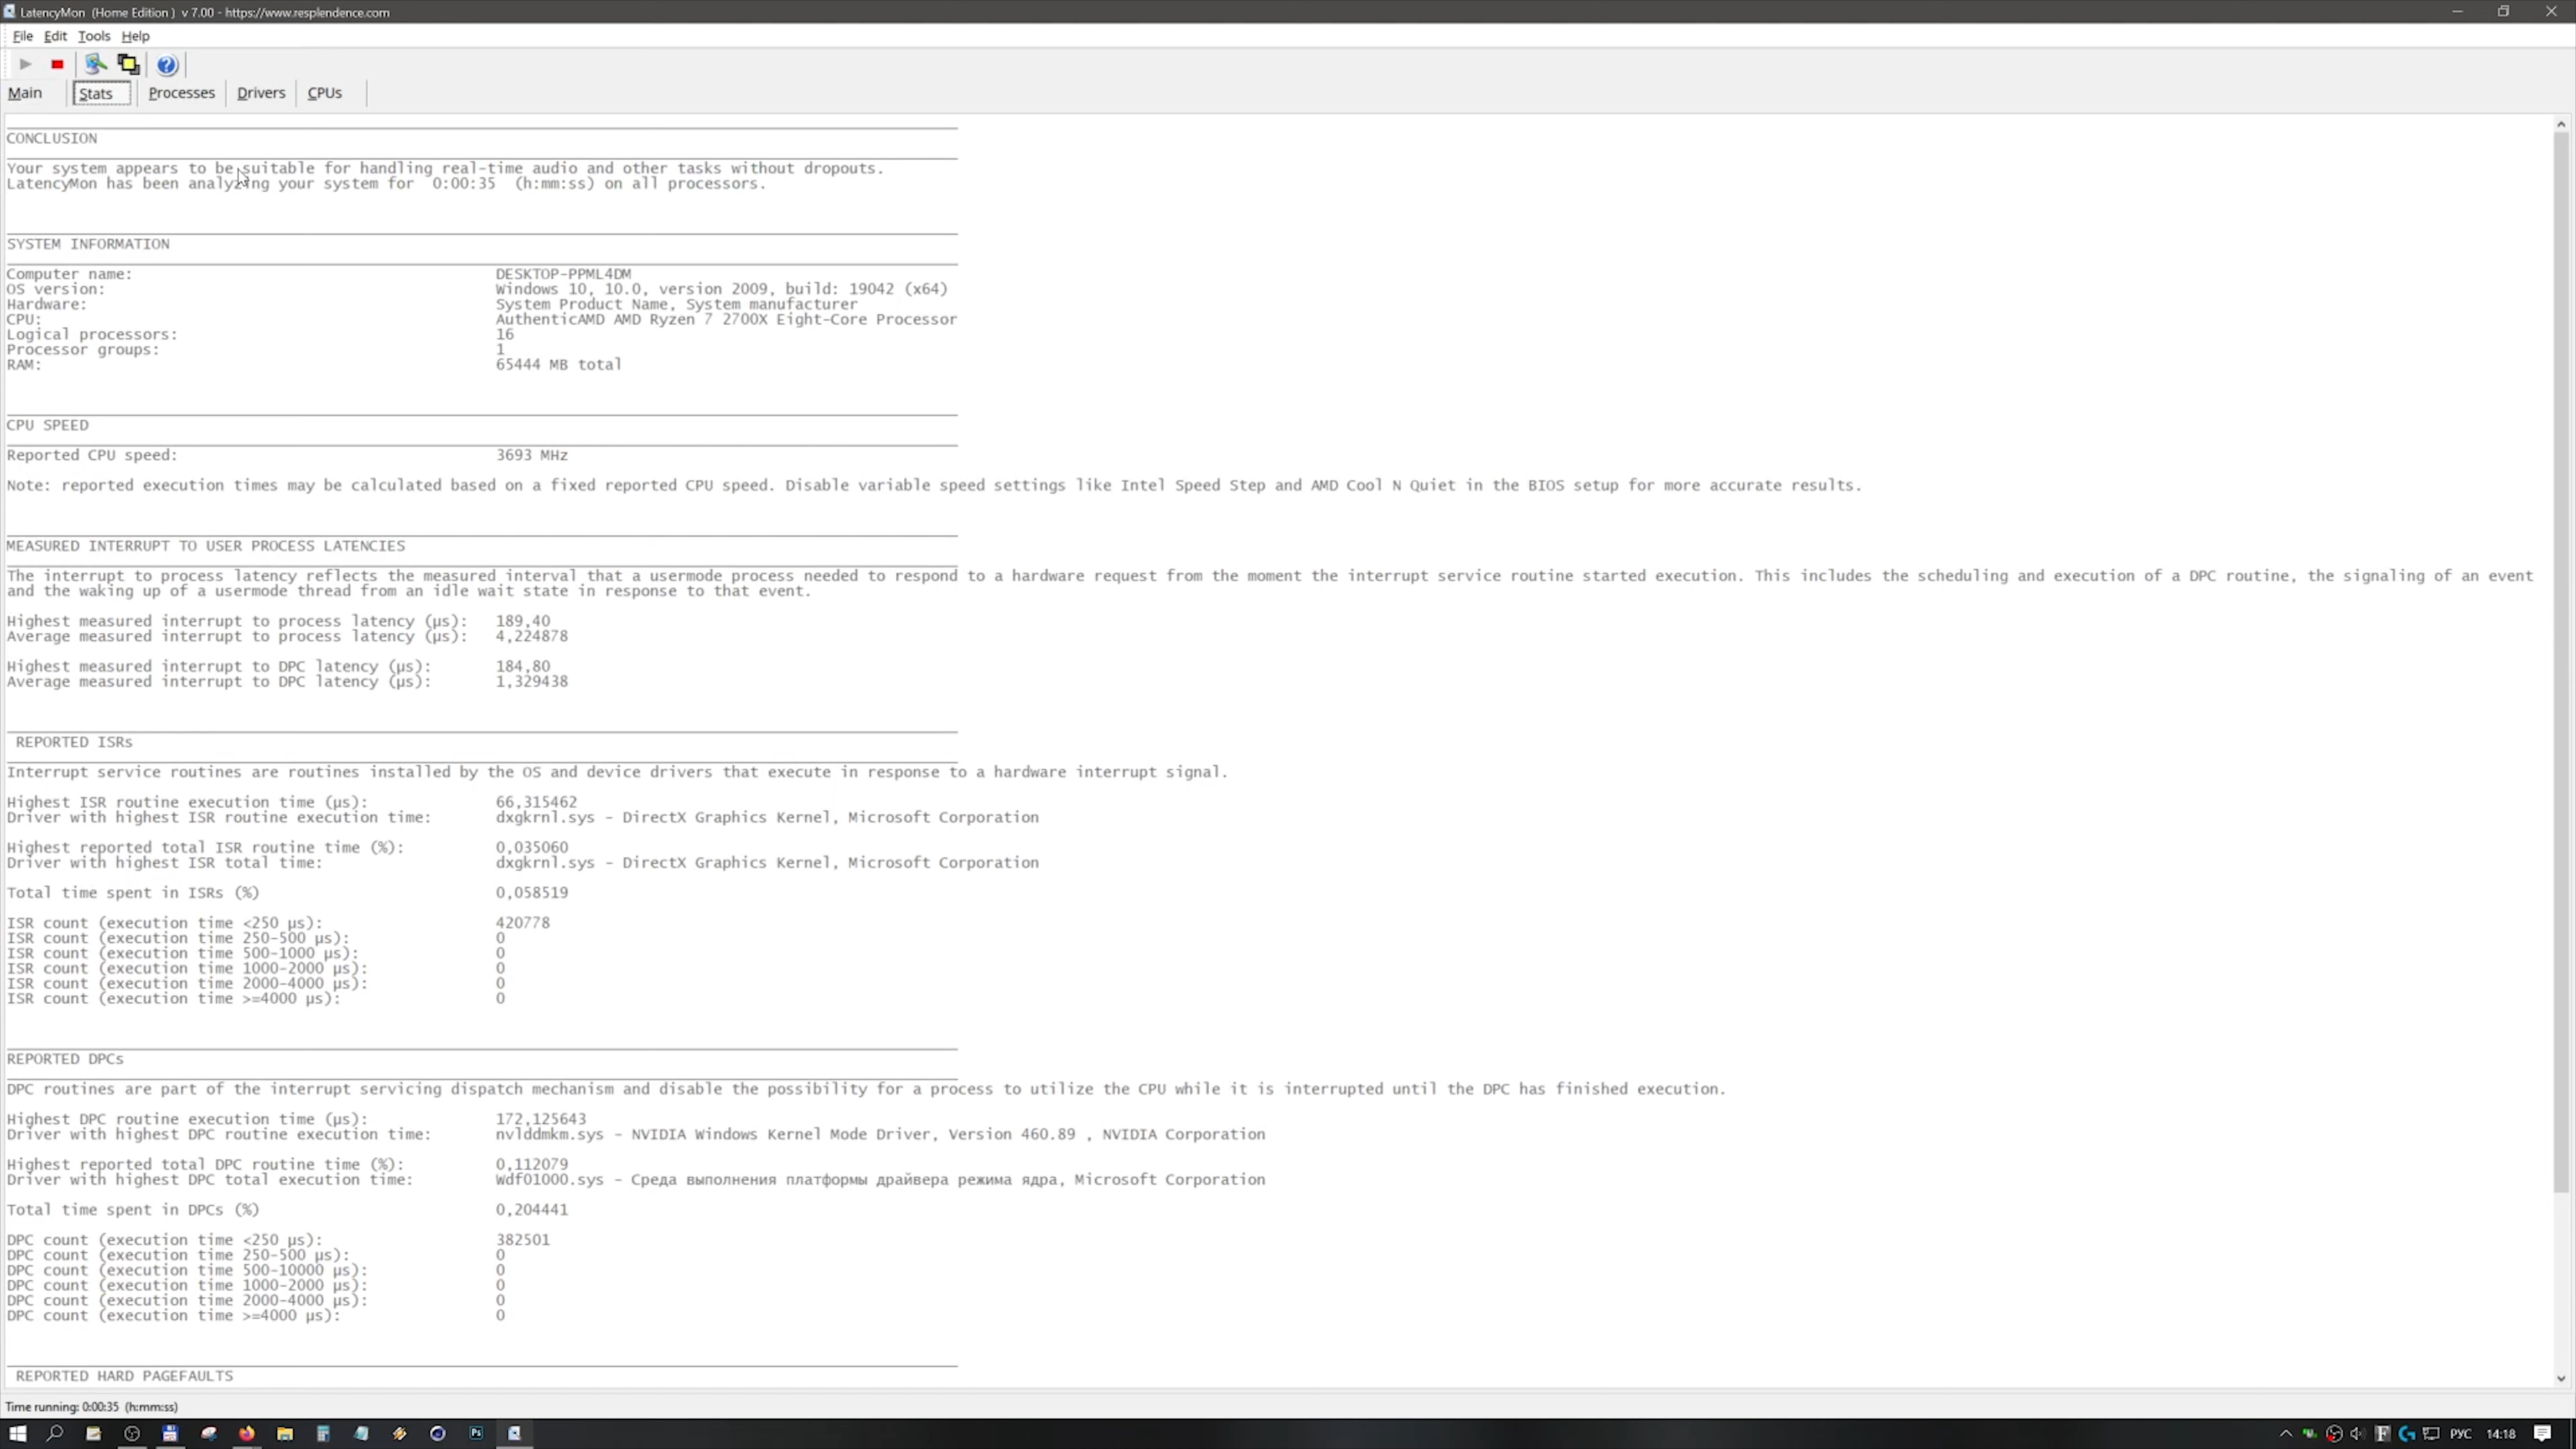 LatencyMon (Home Edition ) v 7.00 - https://www.resplendence.com
File Edit Tools Help
Main Stats Processes Drivers CPUs
CONCLUSION
Your system appears to be suitable for handling real-time audio and other tasks without dropouts.
LatencyMon has been analyzing your system for 0:00:35 (h:mm:ss) on all processors.
SYSTEM INFORMATION
Computer name: DESKTOP-PPML4DM
OS version: Windows 10, 10.0, version 2009, build: 19042 (x64)
Hardware: System Product Name, System manufacturer
CPU: AuthenticAMD AMD Ryzen 7 2700X Eight-Core Processor
Logical processors: 16
Processor groups: 1
RAM: 65444 MB total
CPU SPEED
Reported CPU speed: 3693 MHz
Note: reported execution times may be calculated based on a fixed reported CPU speed. Disable variable speed settings like Intel Speed Step and AMD Cool N Quiet in the BIOS setup for more accurate results.
MEASURED INTERRUPT TO USER PROCESS LATENCIES
The interrupt to process latency reflects the measured interval that a usermode process needed to respond to a hardware request from the moment the interrupt service routine started execution. This includes the scheduling and execution of a DPC routine, the signaling of an event
and the waking up of a usermode thread from an idle wait state in response to that event.
Highest measured interrupt to process latency (µs): 189,40
Average measured interrupt to process latency (µs): 4,224878
Highest measured interrupt to DPC latency (µs): 184,80
Average measured interrupt to DPC latency (µs): 1,329438
REPORTED ISRs
Interrupt service routines are routines installed by the OS and device drivers that execute in response to a hardware interrupt signal.
Highest ISR routine execution time (µs): 66,315462
Driver with highest ISR routine execution time: dxgkrnl.sys - DirectX Graphics Kernel, Microsoft Corporation
Highest reported total ISR routine time (%): 0,035060
Driver with highest ISR total time: dxgkrnl.sys - DirectX Graphics Kernel, Microsoft Corporation
Total time spent in ISRs (%) 0,058519
ISR count (execution time <250 µs): 420778
ISR count (execution time 250-500 µs): 0
ISR count (execution time 500-1000 µs): 0
ISR count (execution time 1000-2000 µs): 0
ISR count (execution time 2000-4000 µs): 0
ISR count (execution time >=4000 µs): 0
REPORTED DPCs
DPC routines are part of the interrupt servicing dispatch mechanism and disable the possibility for a process to utilize the CPU while it is interrupted until the DPC has finished execution.
Highest DPC routine execution time (µs): 172,125643
Driver with highest DPC routine execution time: nvlddmkm.sys - NVIDIA Windows Kernel Mode Driver, Version 460.89 , NVIDIA Corporation
Highest reported total DPC routine time (%): 0,112079
Driver with highest DPC total execution time: Wdf01000.sys - Среда выполнения платформы драйвера режима ядра, Microsoft Corporation
Total time spent in DPCs (%) 0,204441
DPC count (execution time <250 µs): 382501
DPC count (execution time 250-500 µs): 0
DPC count (execution time 500-10000 µs): 0
DPC count (execution time 1000-2000 µs): 0
DPC count (execution time 2000-4000 µs): 0
DPC count (execution time >=4000 µs): 0
REPORTED HARD PAGEFAULTS
Time running: 0:00:35 (h:mm:ss)
Ps РУС 14:18